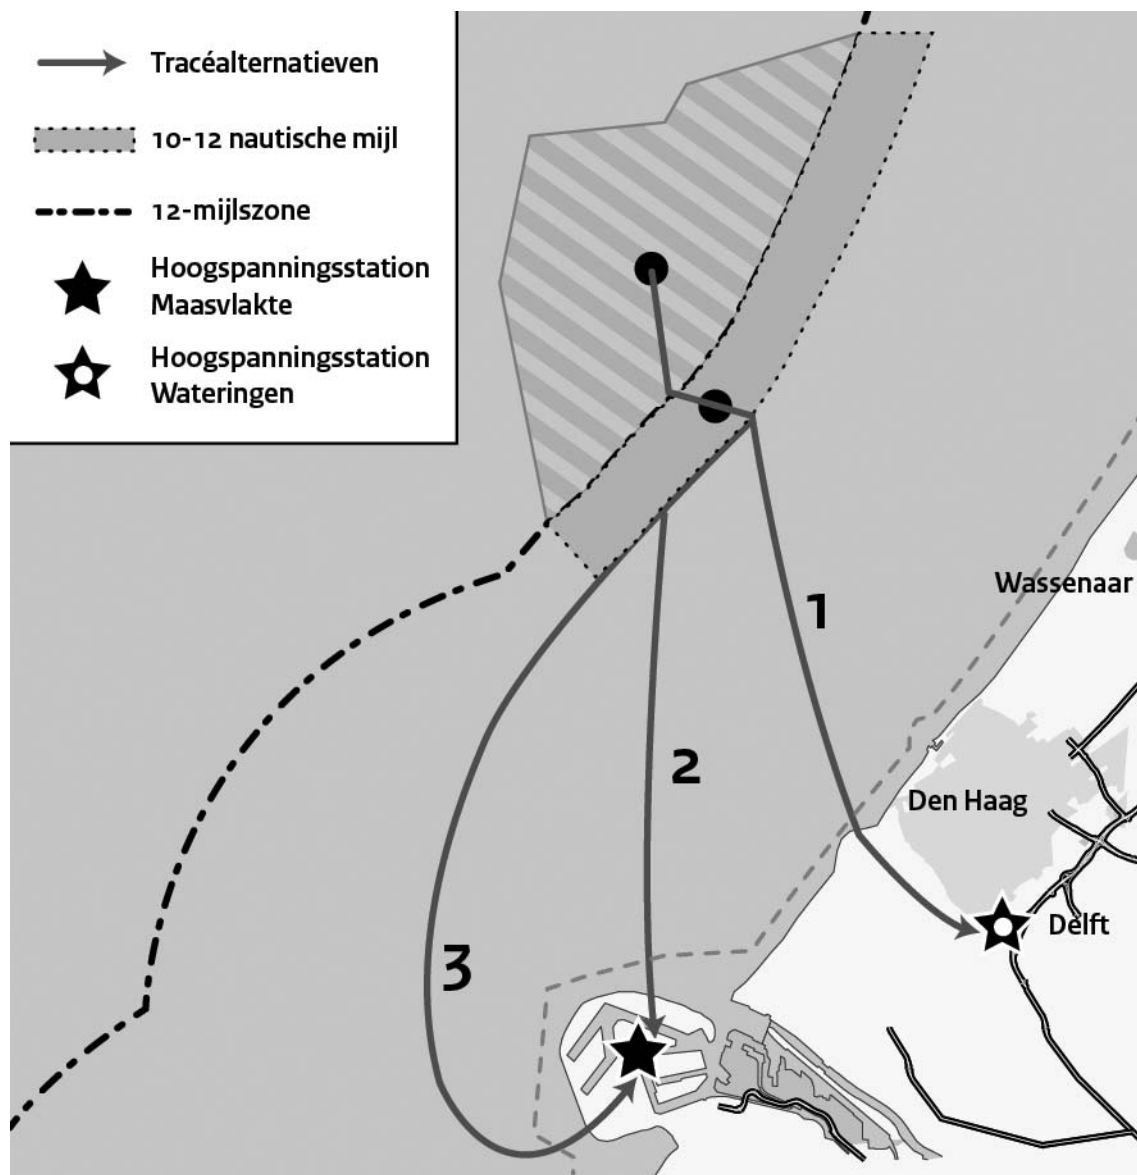 Tracéalternatieven
10-12 nautische mijl
12-mijlszone
Hoogspanningsstation
Maasvlakte
Hoogspanningsstation
Wateringen
Wassenaar
1
2
Den Haag
Delft
3